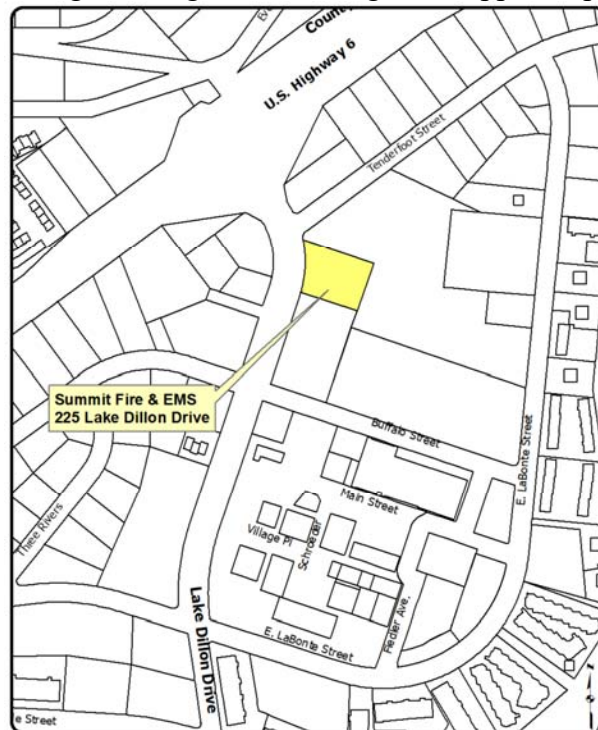 Count
U.S. Highway 6
Tenderfoot Street
Summit Fire & EMS
225 Lake Dillon Drive
Buffalo Street
E. LaBonte Street
Main Street
Three Rivers
Village Pl
Schroeder
Fiedler Ave.
E. LaBonte Street
Lake Dillon Drive
e Street